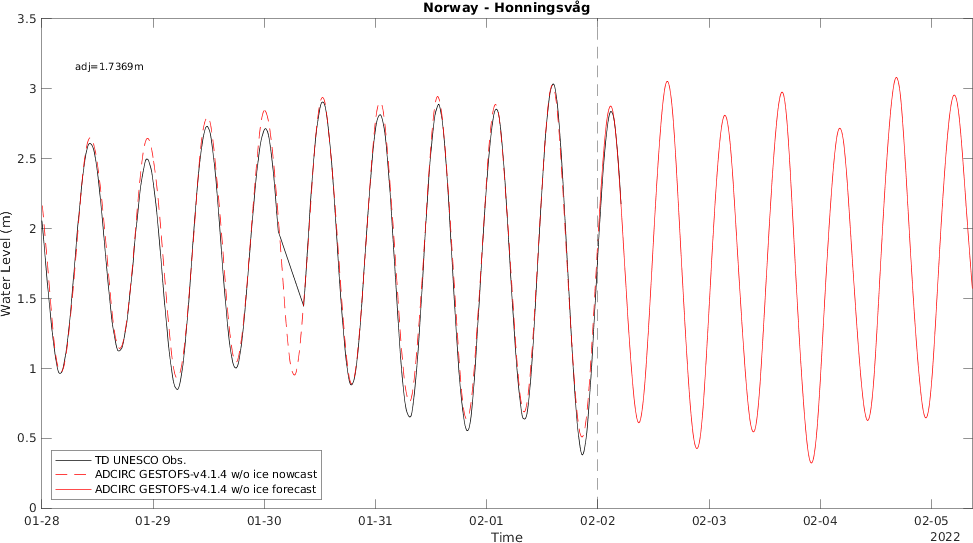 Norway - Honningsvåg
3.5
3
2.5
2
1.5
1
0.5
0
Water Level (m)
adj=1.7369m
TD UNESCO Obs.
ADCIRC GESTOFS-v4.1.4 w/o ice nowcast
ADCIRC GESTOFS-v4.1.4 w/o ice forecast
01-28 01-29 01-30 01-31 02-01 02-02 02-03 02-04 02-05
Time
2022